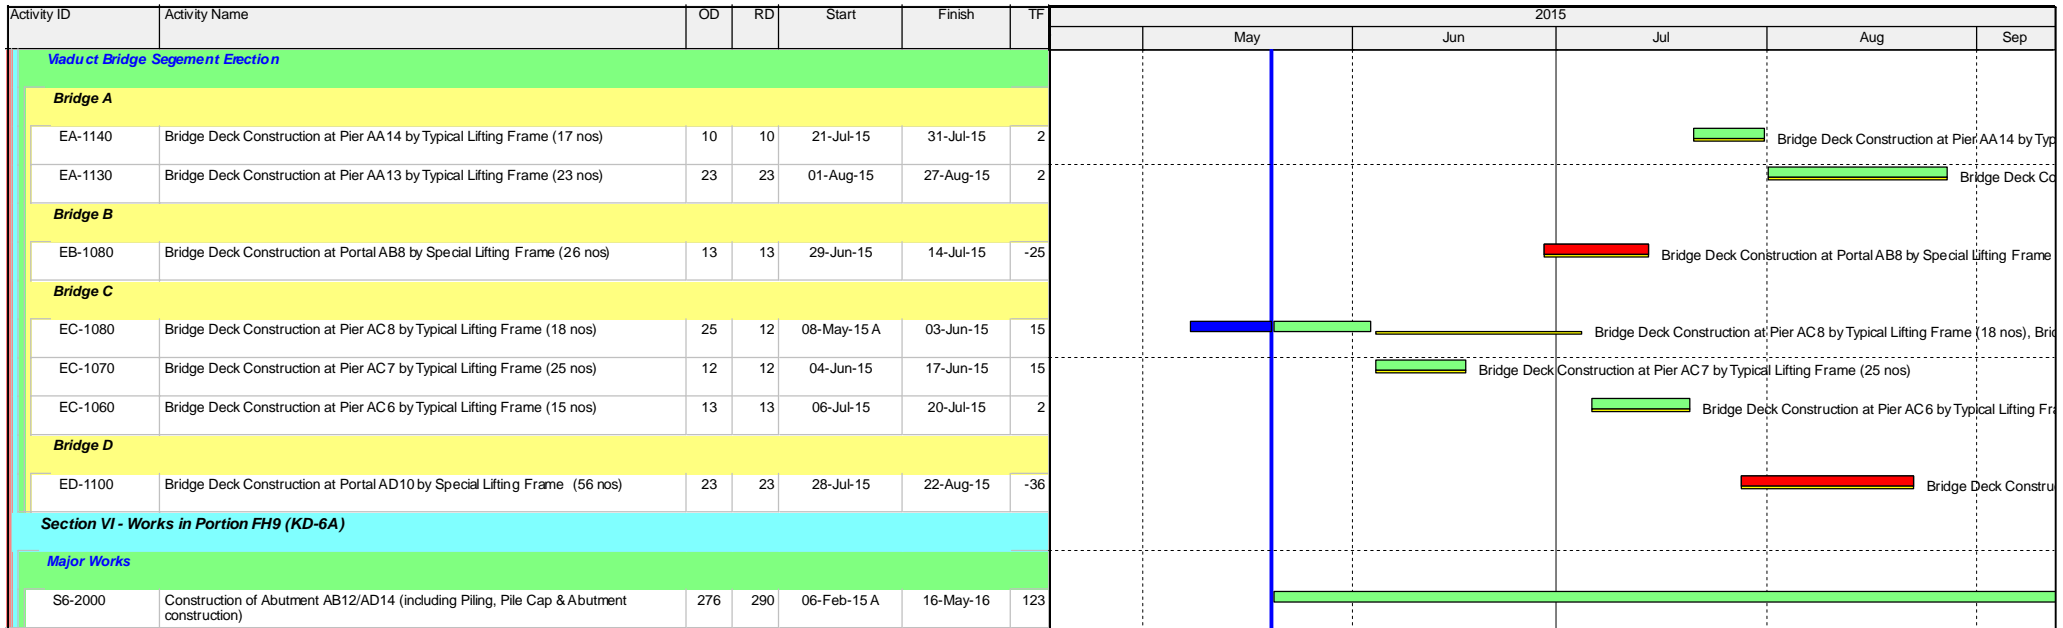 Activity ID Activity Name OD RD Start Finish TF 2015
May Jun Jul Aug Sep
Viaduct Bridge Segement Erection
Bridge A
EA-1140 Bridge Deck Construction at Pier AA14 by Typical Lifting Frame (17 nos) 10 10 21-Jul-15 31-Jul-15 2 Bridge Deck Construction at Pier AA14 by Typ
EA-1130 Bridge Deck Construction at Pier AA13 by Typical Lifting Frame (23 nos) 23 23 01-Aug-15 27-Aug-15 2 Bridge Deck Co
Bridge B
EB-1080 Bridge Deck Construction at Portal AB8 by Special Lifting Frame (26 nos) 13 13 29-Jun-15 14-Jul-15 -25 Bridge Deck Construction at Portal AB8 by Special Lifting Frame
Bridge C
EC-1080 Bridge Deck Construction at Pier AC8 by Typical Lifting Frame (18 nos) 25 12 08-May-15 A 03-Jun-15 15 Bridge Deck Construction at Pier AC8 by Typical Lifting Frame (18 nos), Bric
EC-1070 Bridge Deck Construction at Pier AC7 by Typical Lifting Frame (25 nos) 12 12 04-Jun-15 17-Jun-15 15 Bridge Deck Construction at Pier AC7 by Typical Lifting Frame (25 nos)
EC-1060 Bridge Deck Construction at Pier AC6 by Typical Lifting Frame (15 nos) 13 13 06-Jul-15 20-Jul-15 2 Bridge Deck Construction at Pier AC6 by Typical Lifting Fra
Bridge D
ED-1100 Bridge Deck Construction at Portal AD10 by Special Lifting Frame (56 nos) 23 23 28-Jul-15 22-Aug-15 -36 Bridge Deck Constru
Section VI - Works in Portion FH9 (KD-6A)
Major Works
S6-2000 Construction of Abutment AB12/AD14 (including Piling, Pile Cap & Abutment 276 290 06-Feb-15 A 16-May-16 123
construction)